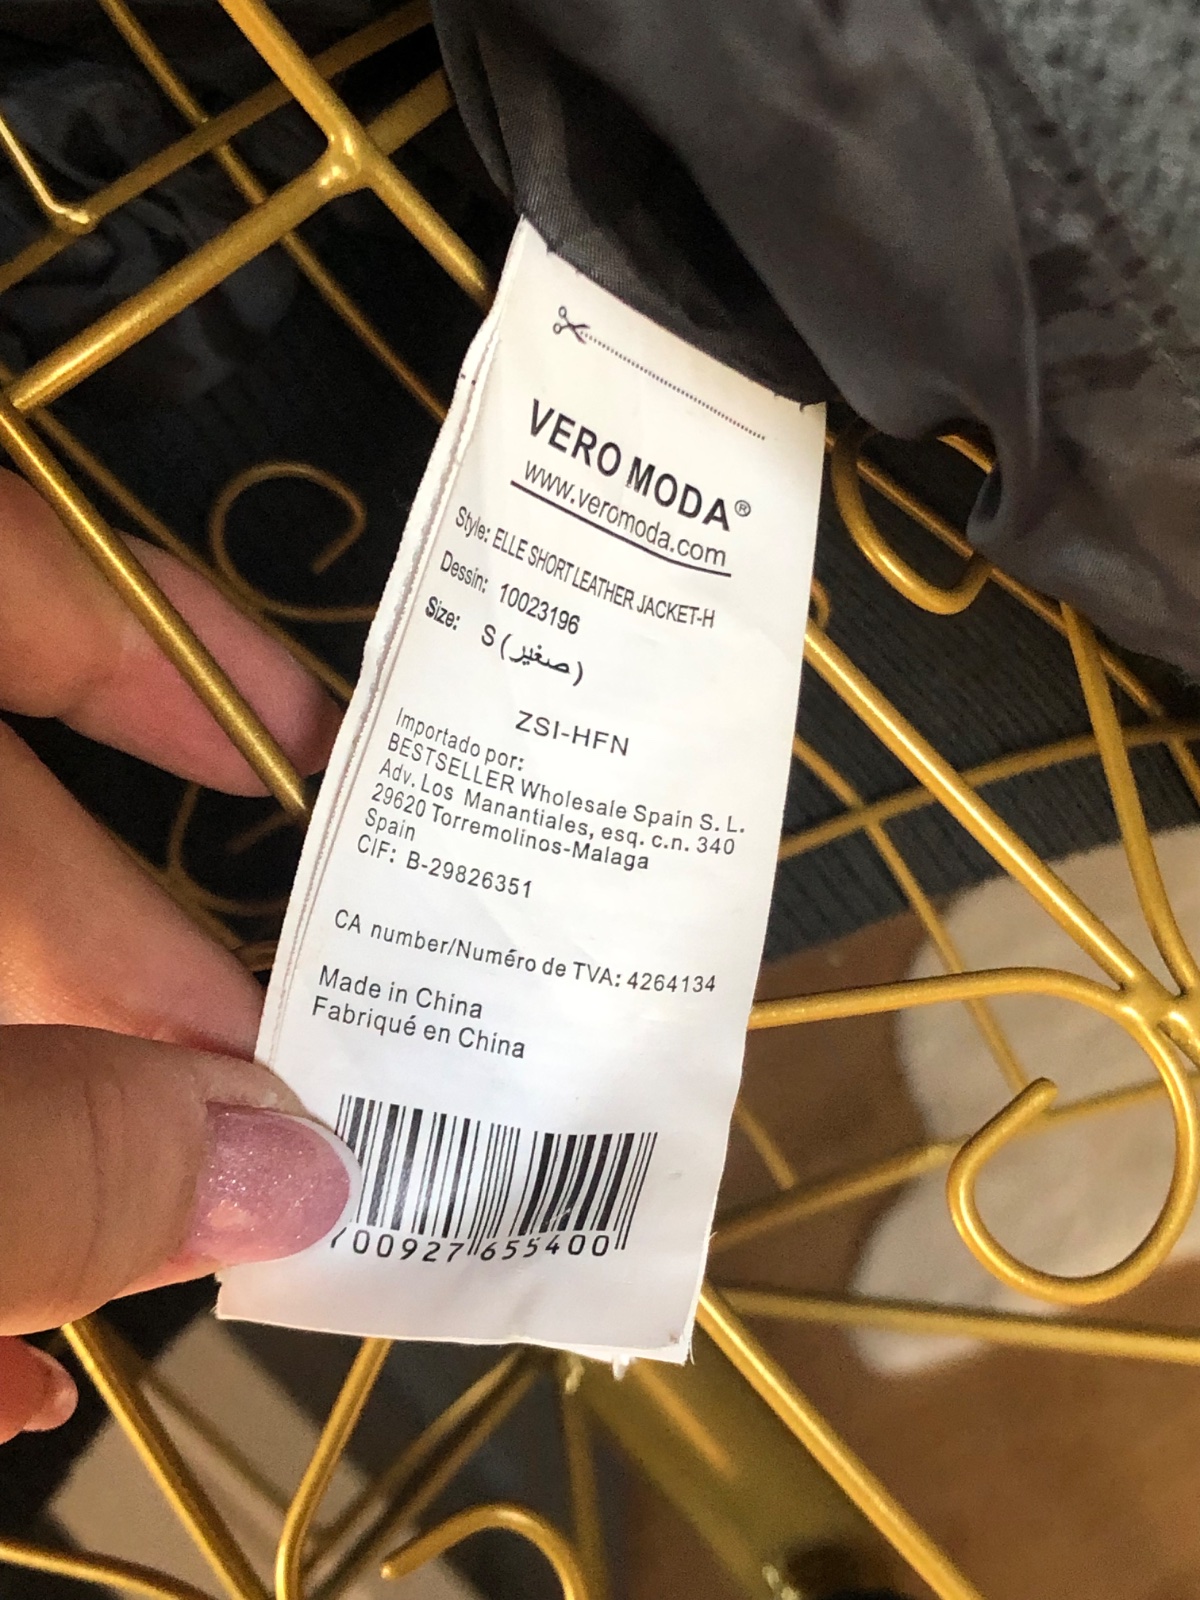 VERO MODA®
www.veromoda.com
Style: ELLE SHORT LEATHER JACKET-H
Dessin: 10023196
Size: S (صغير)
ZSI-HFN
Importado por:
BESTSELLER Wholesale Spain S. L.
Adv. Los Manantiales, esq. c.n. 340
29620 Torremolinos-Malaga
Spain
CIF: B-29826351
CA number/Numéro de TVA: 4264134
Made in China
Fabriqué en China
700927 655400